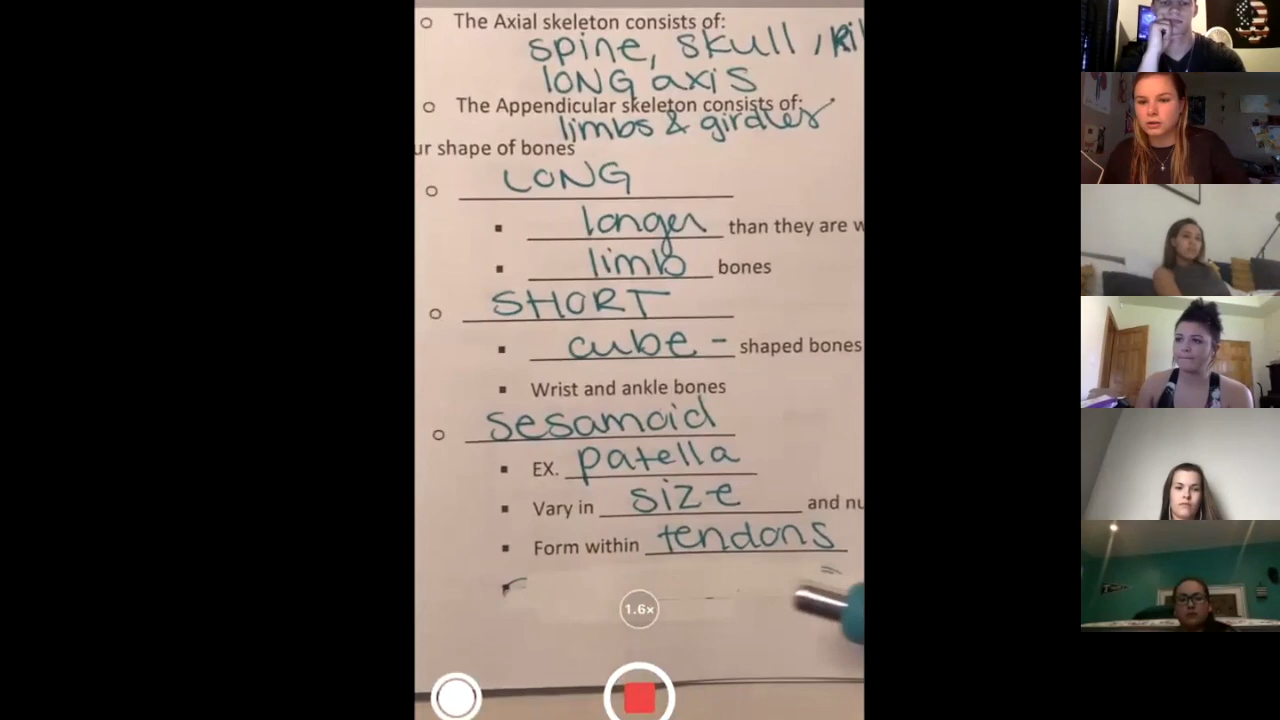 The Axial skeleton consists of:
spine, skull,
LONG axis
The Appendicular skeleton consists of:
limbs & girdles
shape of bones
LONG
longer than they are
limb bones
SHORT
cube - shaped bones
Wrist and ankle bones
sesamoid
EX. patella
Vary in size and
Form within tendons
1.6×